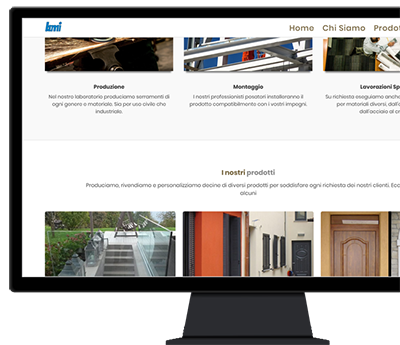 Home Chi Siamo Prodot
Produzione
Nel nostro laboratorio produciamo serramenti di
ogni genere e materiale. Sia per uso civile che
industriale.
Montaggio
I nostri professionisti posatori installeranno il
prodotto compatibilmente con i vostri impegni.
Lavorazioni Sp
Su richiesta eseguiamo anche
per materiali diversi, dall'
dall'acciaio al cr
I nostri prodotti
Produciamo, rivendiamo e personalizziamo decine di diversi prodotti per soddisfare ogni richiesta dei nostri clienti. Ecc
alcuni